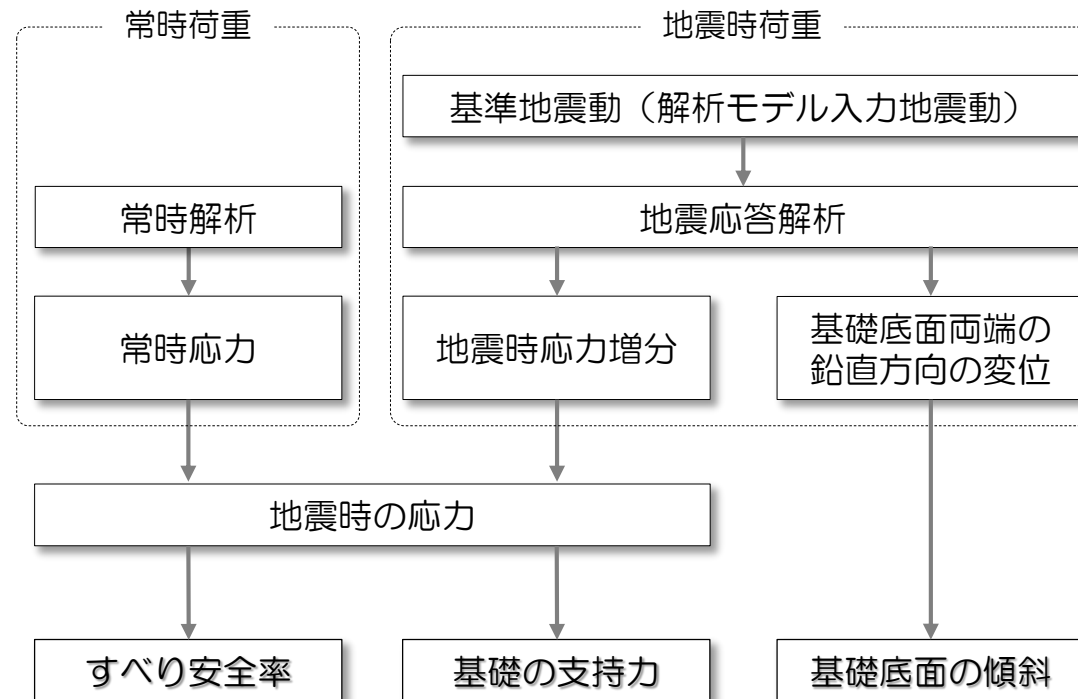 常時荷重
地震時荷重
基準地震動（解析モデル入力地震動）
常時解析
地震応答解析
常時応力
地震時応力増分
基礎底面両端の
鉛直方向の変位
地震時の応力
すべり安全率
基礎の支持力
基礎底面の傾斜